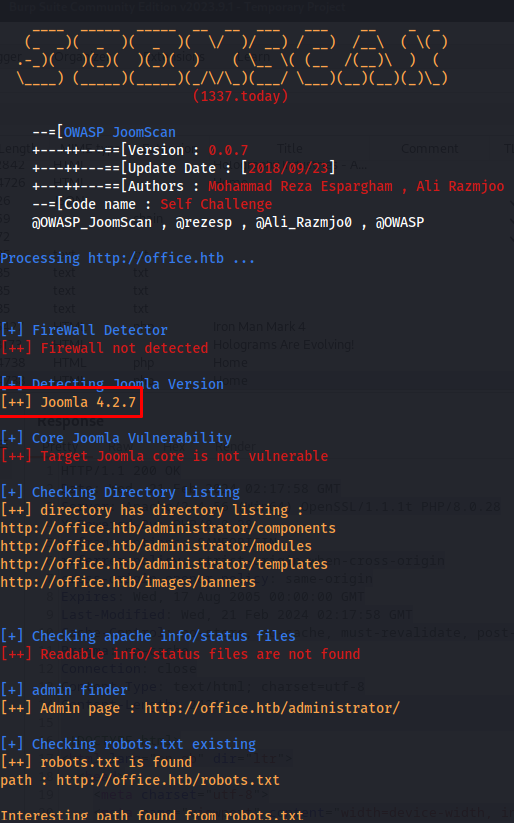 (1337.today)
--=[OWASP JoomScan
+---++---==[Version : 0.0.7
+---++---==[Update Date : [2018/09/23]
+---++---==[Authors : Mohammad Reza Espargham , Ali Razmjoo
--=[Code name : Self Challenge
@OWASP_JoomScan , @rezesp , @Ali_Razmjo0 , @OWASP
Processing http://office.htb ...
[+] FireWall Detector
[++] Firewall not detected
[+] Detecting Joomla Version
[++] Joomla 4.2.7
[+] Core Joomla Vulnerability
[++] Target Joomla core is not vulnerable
[+] Checking Directory Listing
[++] directory has directory listing :
http://office.htb/administrator/components
http://office.htb/administrator/modules
http://office.htb/administrator/templates
http://office.htb/images/banners
[+] Checking apache info/status files
[++] Readable info/status files are not found
[+] admin finder
[++] Admin page : http://office.htb/administrator/
[+] Checking robots.txt existing
[++] robots.txt is found
path : http://office.htb/robots.txt
Interesting path found from robots.txt